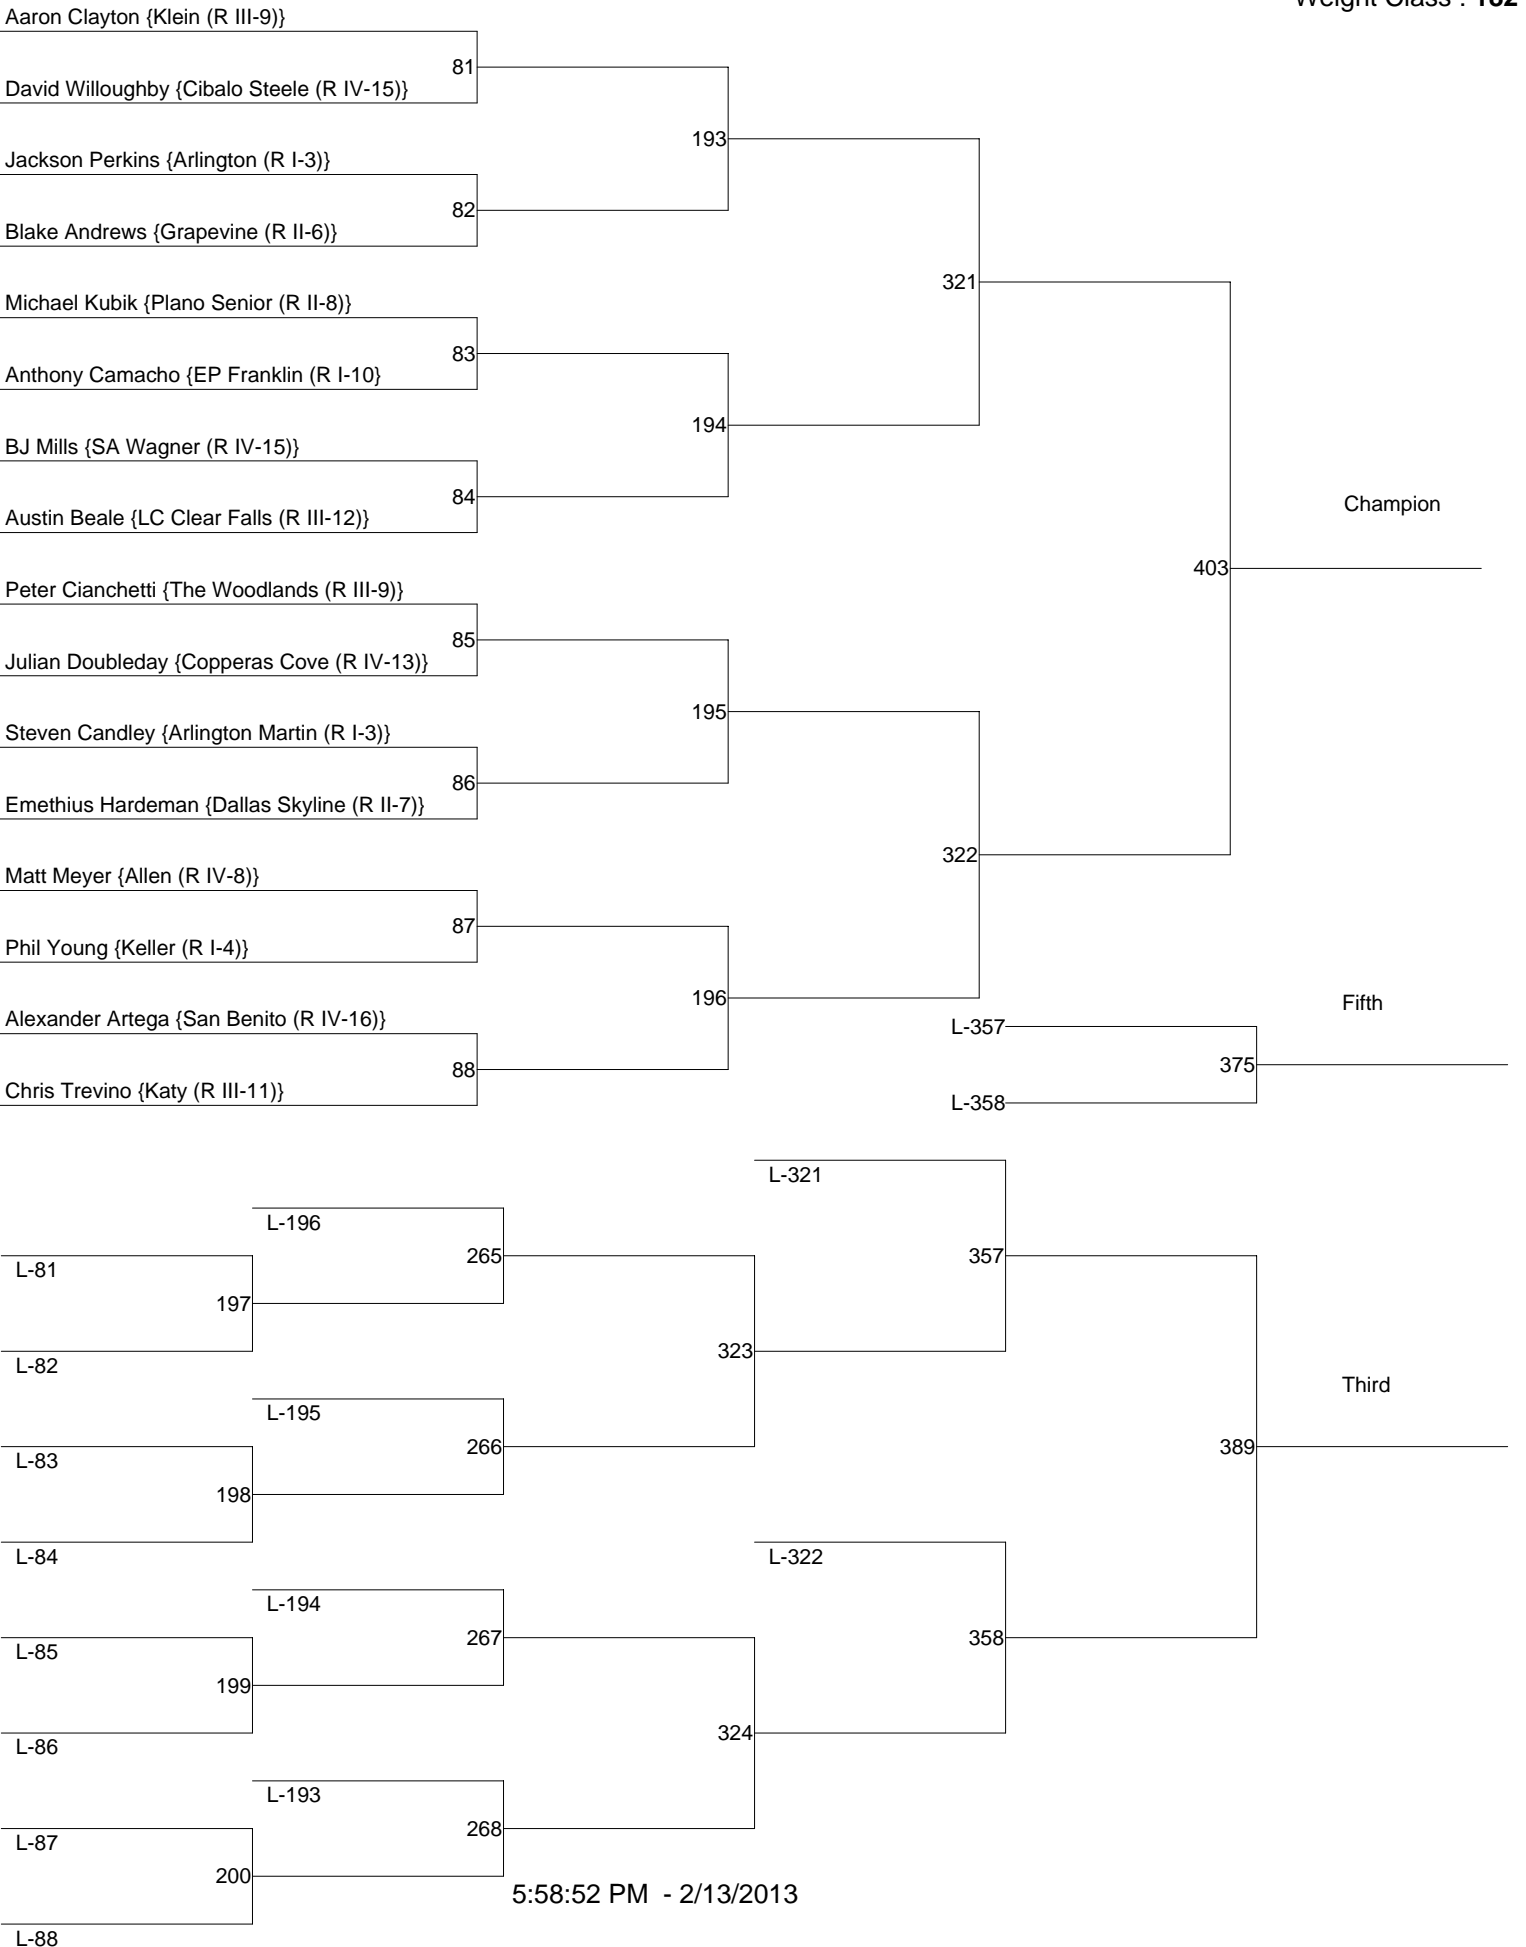 Weight Class : 182
Aaron Clayton {Klein (R III-9)}
81
David Willoughby {Cibalo Steele (R IV-15)}
193
Jackson Perkins {Arlington (R I-3)}
82
Blake Andrews {Grapevine (R II-6)}
321
Michael Kubik {Plano Senior (R II-8)}
83
Anthony Camacho {EP Franklin (R I-10}
194
BJ Mills {SA Wagner (R IV-15)}
84
Austin Beale {LC Clear Falls (R III-12)}
Champion
403
Peter Cianchetti {The Woodlands (R III-9)}
85
Julian Doubleday {Copperas Cove (R IV-13)}
195
Steven Candley {Arlington Martin (R I-3)}
86
Emethius Hardeman {Dallas Skyline (R II-7)}
322
Matt Meyer {Allen (R IV-8)}
87
Phil Young {Keller (R I-4)}
196
Fifth
Alexander Artega {San Benito (R IV-16)}
L-357
88
375
Chris Trevino {Katy (R III-11)}
L-358
L-321
L-196
265
357
L-81
197
323
L-82
Third
L-195
266
389
L-83
198
L-84
L-322
L-194
267
358
L-85
199
324
L-86
L-193
268
L-87
200
5:58:52 PM - 2/13/2013
L-88